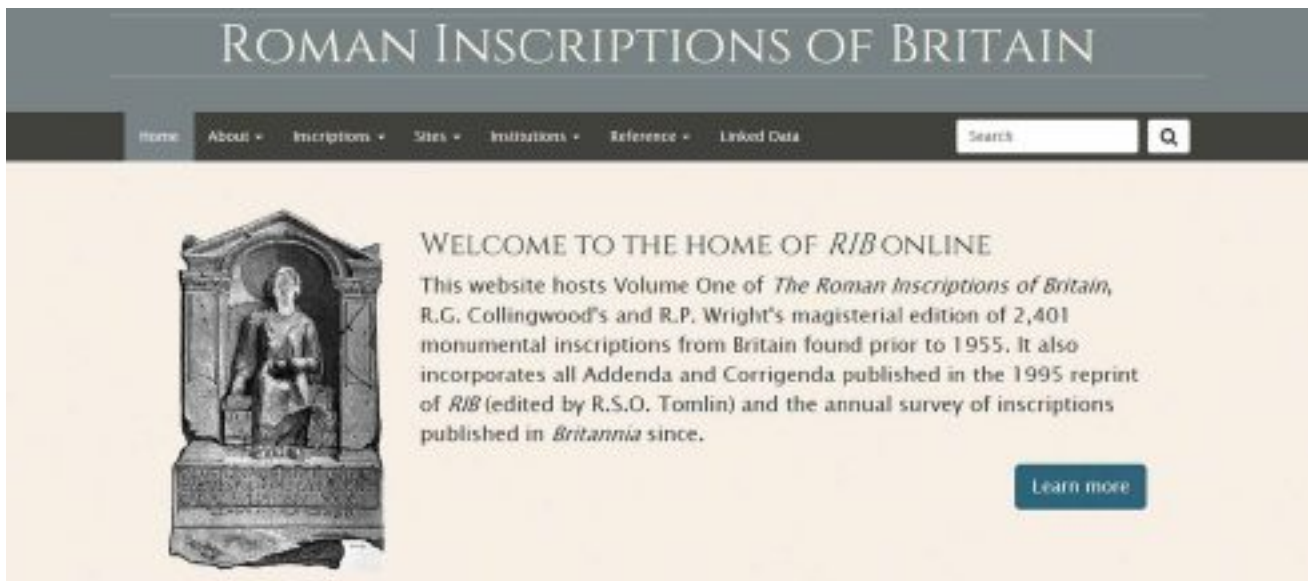 ROMAN INSCRIPTIONS OF BRITAIN
Home About Inscriptions Sites Institutions Reference Linked Data Search
WELCOME TO THE HOME OF RIB ONLINE
This website hosts Volume One of The Roman Inscriptions of Britain,
R.G. Collingwood's and R.P. Wright's magisterial edition of 2,401
monumental inscriptions from Britain found prior to 1955. It also
incorporates all Addenda and Corrigenda published in the 1995 reprint
of RIB (edited by R.S.O. Tomlin) and the annual survey of inscriptions
published in Britannia since.
Learn more